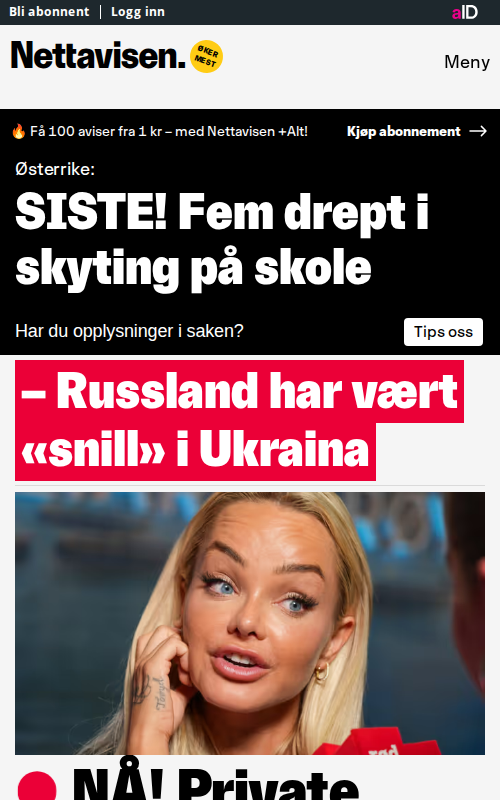 Bli abonnent | Logg inn
aID
Nettavisen.
ØKER
MEST
Meny
🔥 Få 100 aviser fra 1 kr – med Nettavisen +Alt!
Kjøp abonnement →
Østerrike:
SISTE! Fem drept i
skyting på skole
Har du opplysninger i saken?
Tips oss
– Russland har vært
«snill» i Ukraina
rød
NÅ! Private